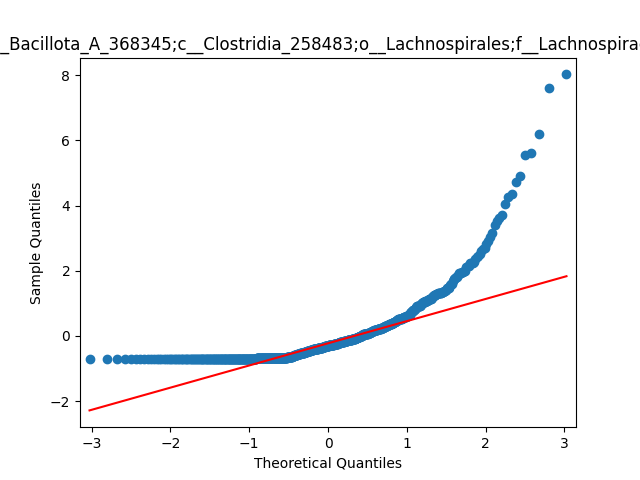 _Bacillota_A_368345;c__Clostridia_258483;o__Lachnospirales;f__Lachnospira
Sample Quantiles
8
6
4
2
0
−2
−3 −2 −1 0 1 2 3
Theoretical Quantiles